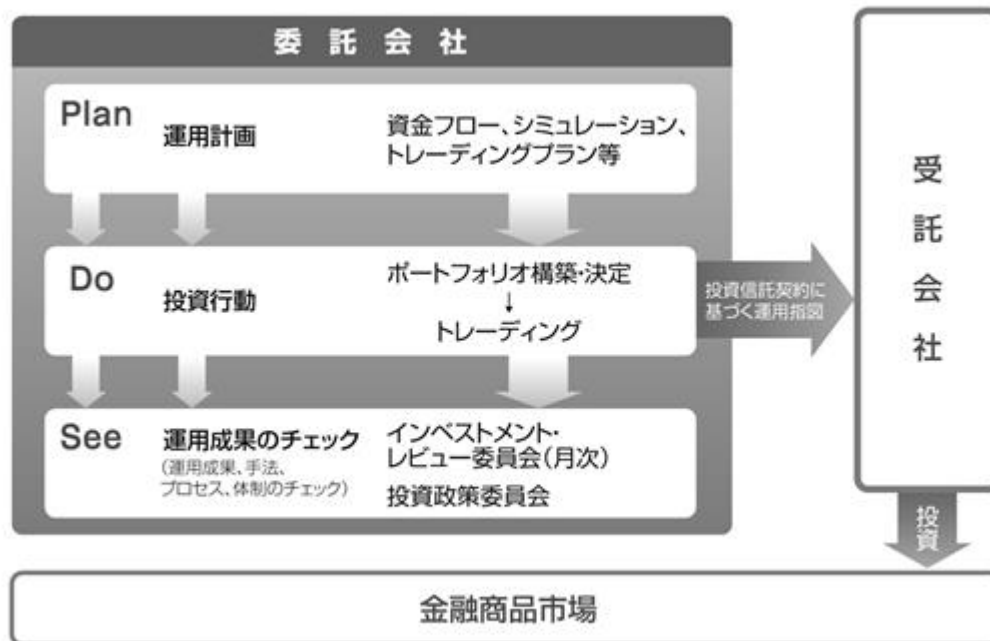 委託会社
Plan
運用計画
資金フロー、シミュレーション、
トレーディングプラン等
Do
投資行動
ポートフォリオ構築・決定
↓
トレーディング
See
運用成果のチェック
(運用成果、手法、
プロセス、体制のチェック)
インベストメント・
レビュー委員会(月次)
投資政策委員会
投資信託契約に
基づく運用指図
受託会社
投資
金融商品市場